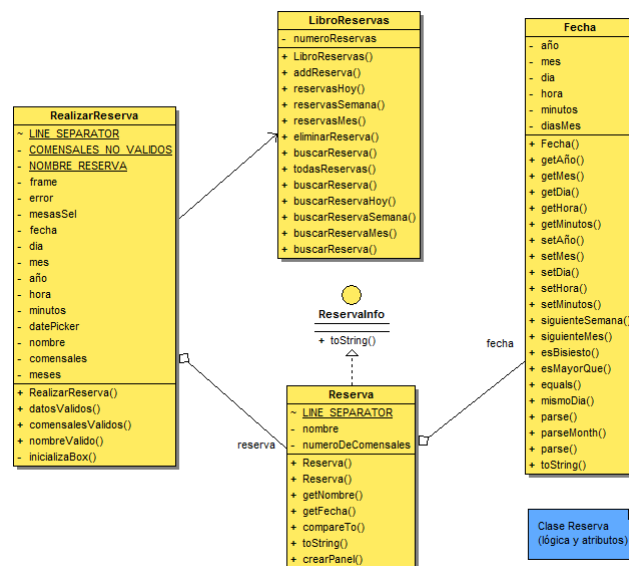 LibroReservas
- numeroReservas
+ LibroReservas()
+ addReserva()
+ reservasHoy()
+ reservasSemana()
+ reservasMes()
+ eliminarReserva()
+ buscarReserva()
+ todasReservas()
+ buscarReserva()
+ buscarReservaHoy()
+ buscarReservaSemana()
+ buscarReservaMes()
+ buscarReserva()
Fecha
- año
- mes
- dia
- hora
- minutos
- diasMes
+ Fecha()
+ getAño()
+ getMes()
+ getDia()
+ getHora()
+ getMinutos()
+ setAño()
+ setMes()
+ setDia()
+ setHora()
+ setMinutos()
+ siguienteSemana()
+ siguienteMes()
+ esBisiesto()
+ esMayorQue()
+ equals()
+ mismoDia()
+ parse()
+ parseMonth()
+ parse()
+ toString()
RealizarReserva
~ LINE_SEPARATOR
- COMENSALES_NO_VALIDOS
- NOMBRE_RESERVA
- frame
- error
- mesasSel
- fecha
- dia
- mes
- año
- hora
- minutos
- datePicker
- nombre
- comensales
- meses
+ RealizarReserva()
+ datosValidos()
+ comensalesValidos()
+ nombreValido()
- inicializaBox()
ReservaInfo
+ toString()
fecha
reserva
Reserva
~ LINE_SEPARATOR
- nombre
- numeroDeComensales
+ Reserva()
+ Reserva()
+ getNombre()
+ getFecha()
+ compareTo()
+ toString()
+ crearPanel()
Clase Reserva
(lógica y atributos)